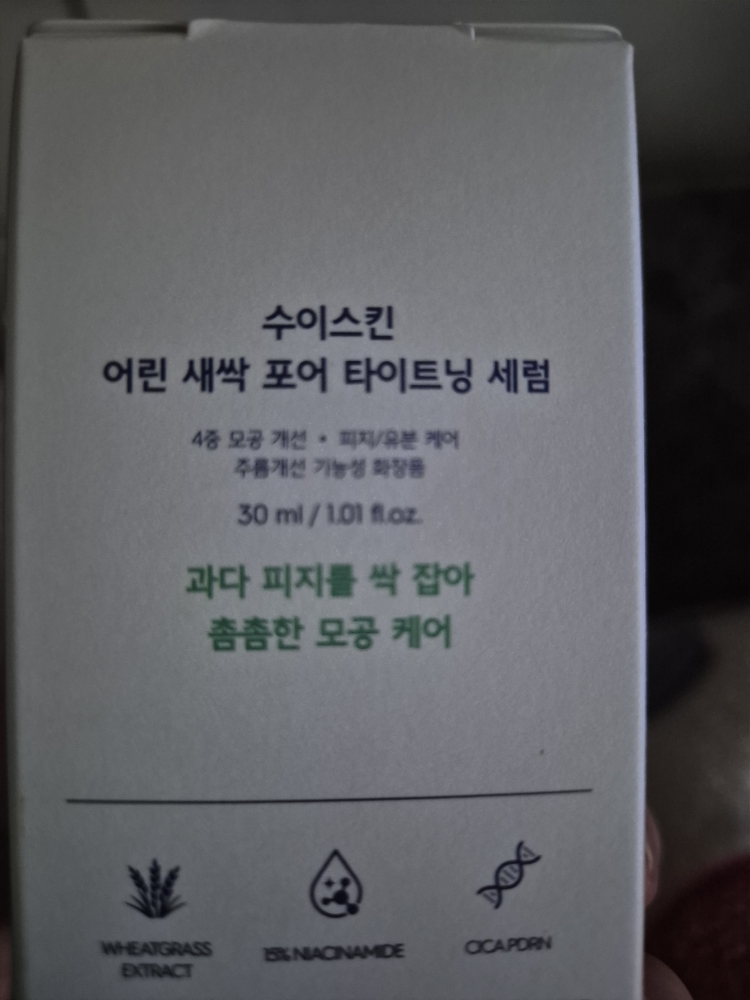 수이스킨
어린 새싹 포어 타이트닝 세럼
4중 모공 개선 • 피지/유분 케어
주름개선 기능성 화장품
30 ml / 1.01 fl.oz.
과다 피지를 싹 잡아
촘촘한 모공 케어
WHEATGRASS
EXTRACT
15% NIACINAMIDE
CICA PDRN